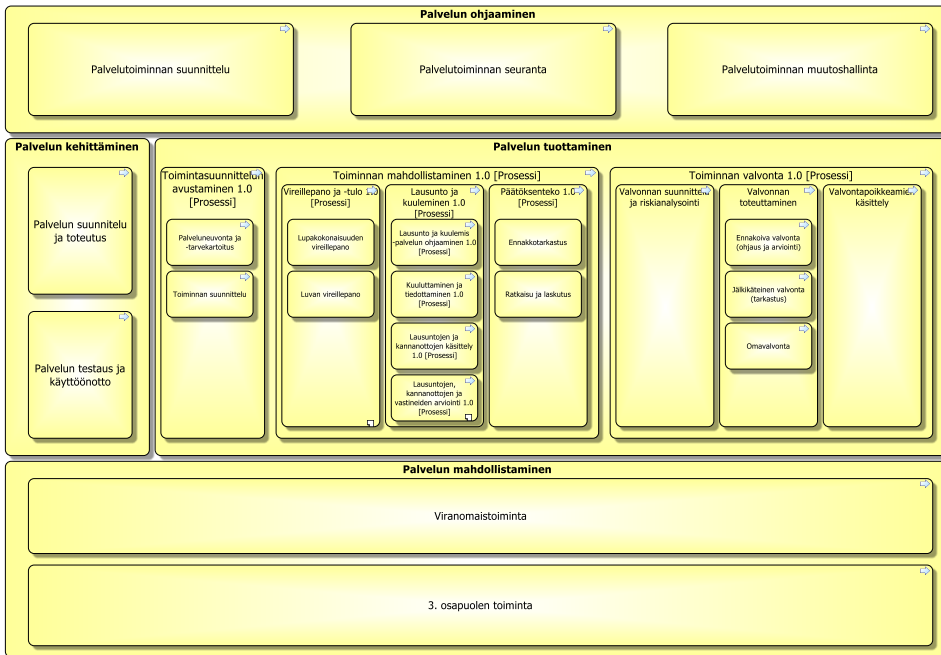 Palvelun ohjaaminen
Palvelutoiminnan suunnittelu
Palvelutoiminnan seuranta
Palvelutoiminnan muutoshallinta
Palvelun kehittäminen
Palvelun suunnitelu
ja toteutus
Palvelun testaus ja
käyttöönotto
Palvelun tuottaminen
Toimintasuunnittelun
avustaminen 1.0
[Prosessi]
Palveluneuvonta ja
-tarvekartoitus
Toiminnan suunnittelu
Toiminnan mahdollistaminen 1.0 [Prosessi]
Vireillepano ja -tulo 1.0
[Prosessi]
Lupakokonaisuuden
vireillepano
Luvan vireillepano
Lausunto ja
kuuleminen 1.0
[Prosessi]
Lausunto ja kuulemis
-palvelun ohjaaminen 1.0
[Prosessi]
Kuuluttaminen ja
tiedottaminen 1.0
[Prosessi]
Lausuntojen ja
kannanottojen käsittely
1.0 [Prosessi]
Lausuntojen,
kannanottojen ja
vastineiden arviointi 1.0
[Prosessi]
Päätöksenteko 1.0
[Prosessi]
Ennakkotarkastus
Ratkaisu ja laskutus
Toiminnan valvonta 1.0 [Prosessi]
Valvonnan suunnittelu
ja riskianalysointi
Valvonnan
toteuttaminen
Ennakoiva valvonta
(ohjaus ja arviointi)
Jälkikäteinen valvonta
(tarkastus)
Omavalvonta
Valvontapoikkeamien
käsittely
Palvelun mahdollistaminen
Viranomaistoiminta
3. osapuolen toiminta